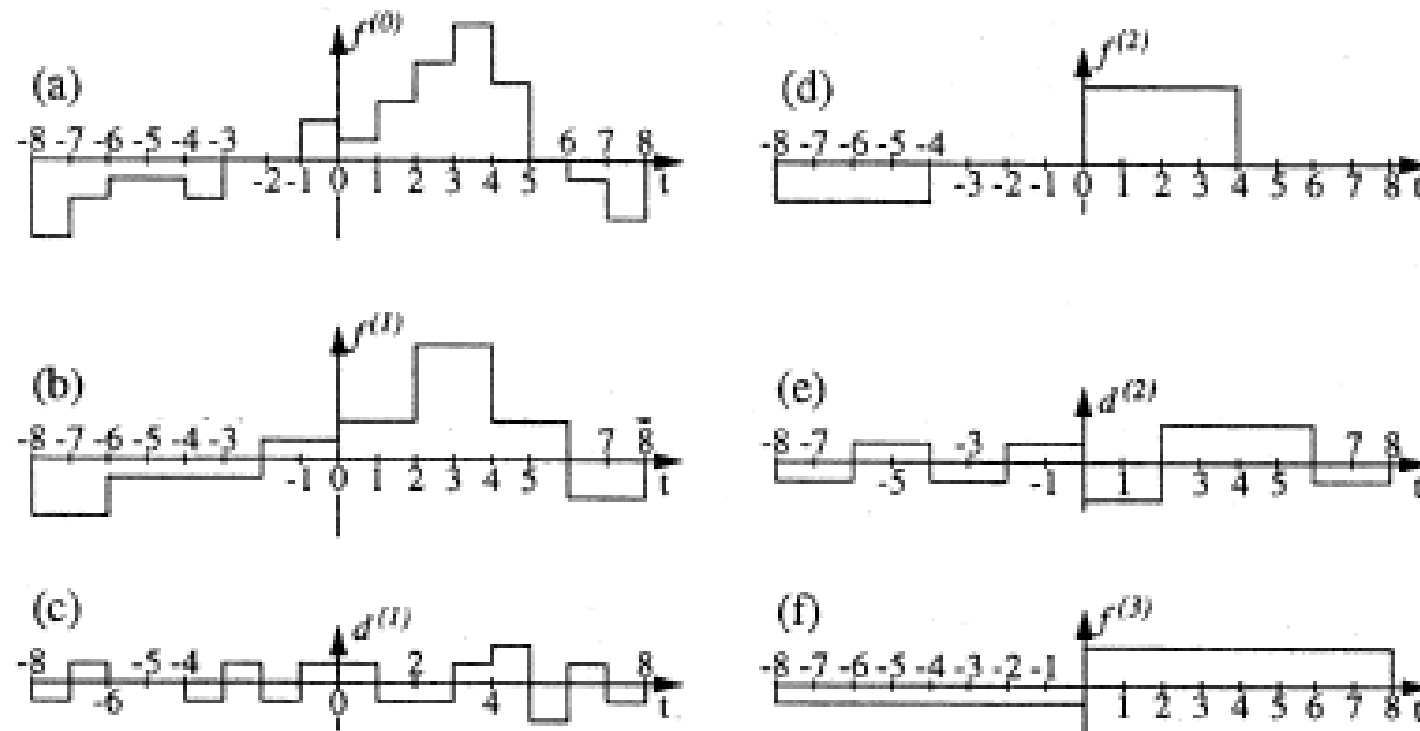 (a)
f(0)
-8 -7 -6 -5 -4 -3 6 7 8
-2 -1 0 1 2 3 4 5 t
(b)
f(1)
-8 -7 -6 -5 -4 -3 7 8
-1 0 1 2 3 4 5 t
(c)
d(1)
-8 -5 -4 2 8
-6 0 4 t
(d)
f(2)
-8 -7 -6 -5 -4
-3 -2 -1 0 1 2 3 4 5 6 7 8 t
(e)
d(2)
-8 -7 -3 7 8
-5 -1 1 3 4 5 t
(f)
f(3)
-8 -7 -6 -5 -4 -3 -2 -1
1 2 3 4 5 6 7 8 t